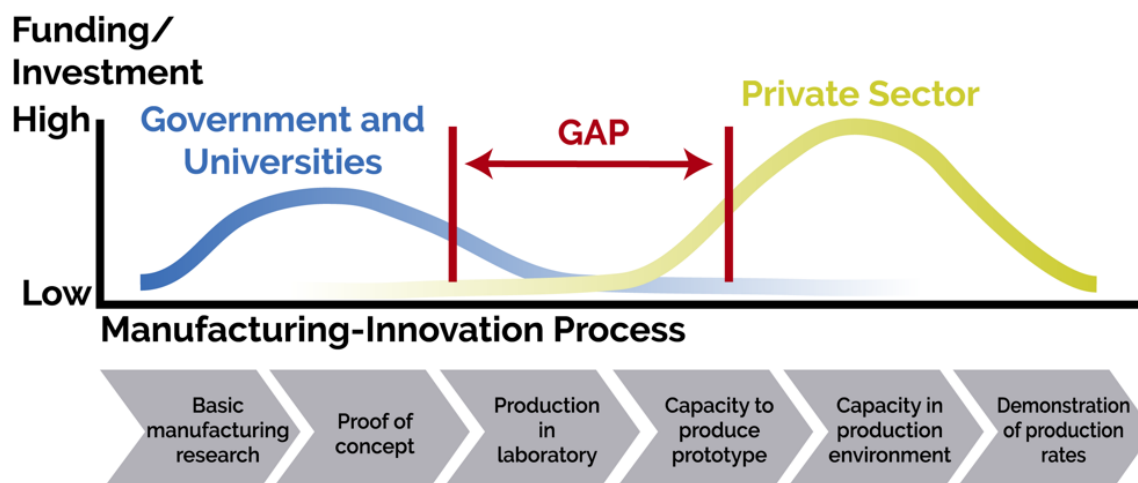 Funding/
Investment
High
Government and
Universities
GAP
Private Sector
Low
Manufacturing-Innovation Process
Basic
manufacturing
research
Proof of
concept
Production
in
laboratory
Capacity to
produce
prototype
Capacity in
production
environment
Demonstration
of production
rates